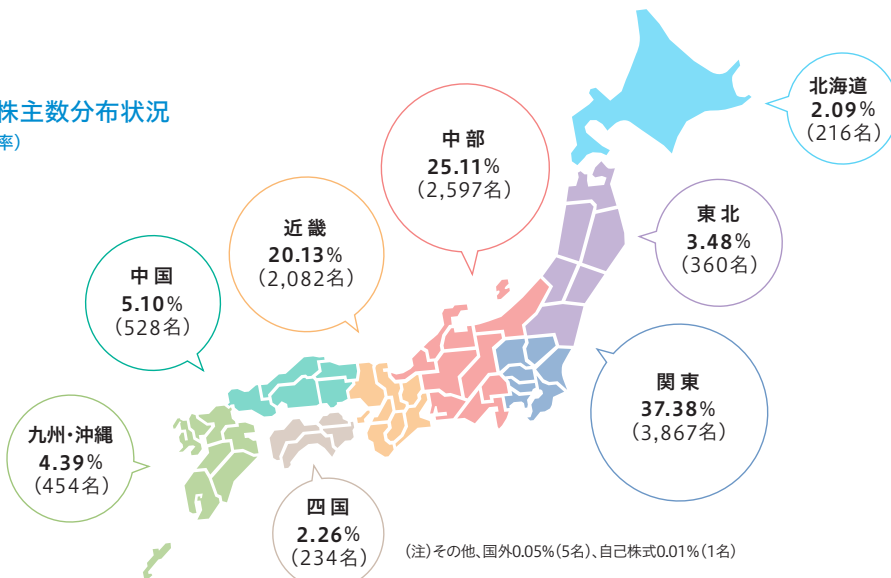 株主数分布状況
率）
北海道
2.09%
（216名）
中部
25.11%
（2,597名）
東北
3.48%
（360名）
近畿
20.13%
（2,082名）
中国
5.10%
（528名）
関東
37.38%
（3,867名）
九州・沖縄
4.39%
（454名）
四国
2.26%
（234名）
（注）その他、国外0.05%（5名）、自己株式0.01%（1名）